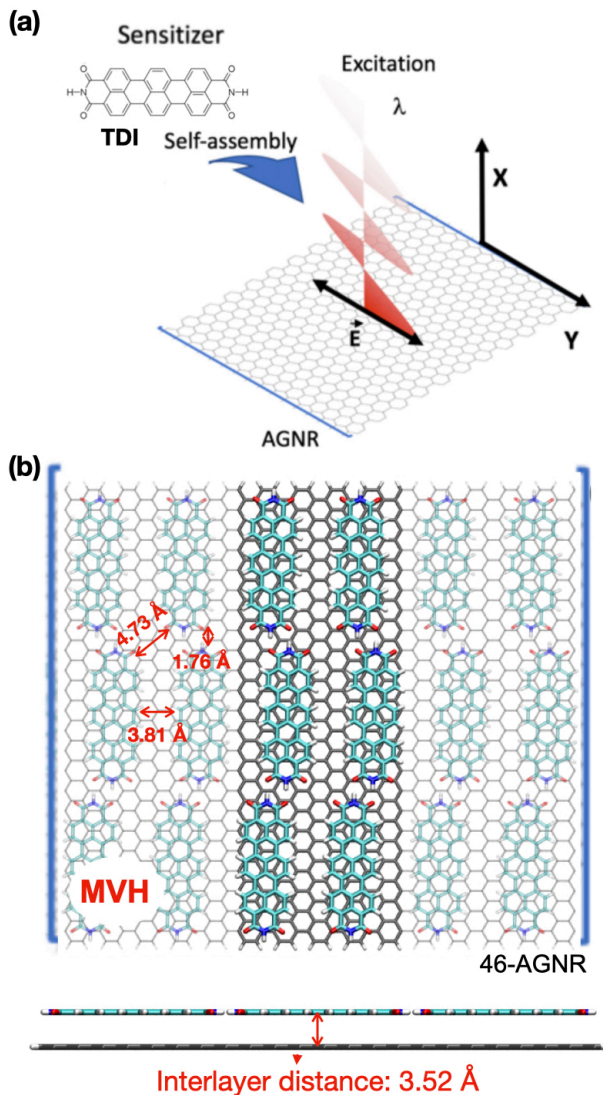 (a)
Sensitizer
O
O
H
N
N
H
O
O
TDI
Excitation
λ
Self-assembly
X
E
Y
AGNR
(b)
4.73 Å
1.76 Å
3.81 Å
MVH
46-AGNR
Interlayer distance: 3.52 Å